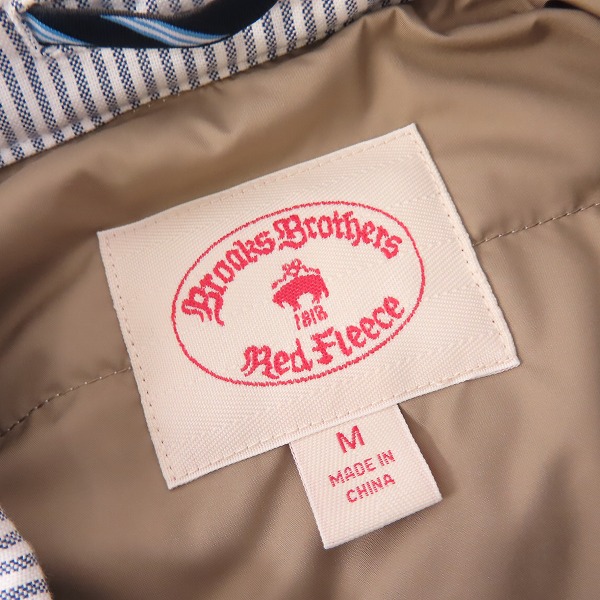 Brooks Brothers
1818
Red Fleece
M
MADE IN
CHINA